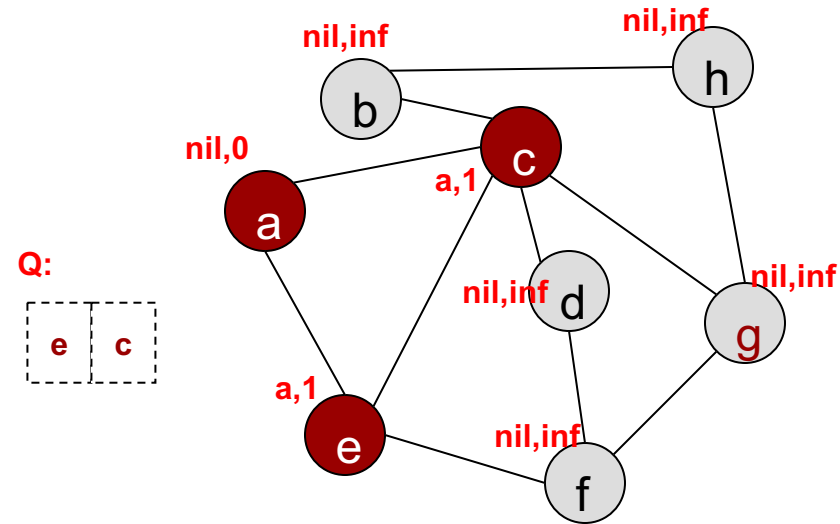 nil,inf
nil,inf
b
h
nil,0
c
a,1
a
Q:
nil,inf
nil,inf
d
g
e c
a,1
e
nil,inf
f